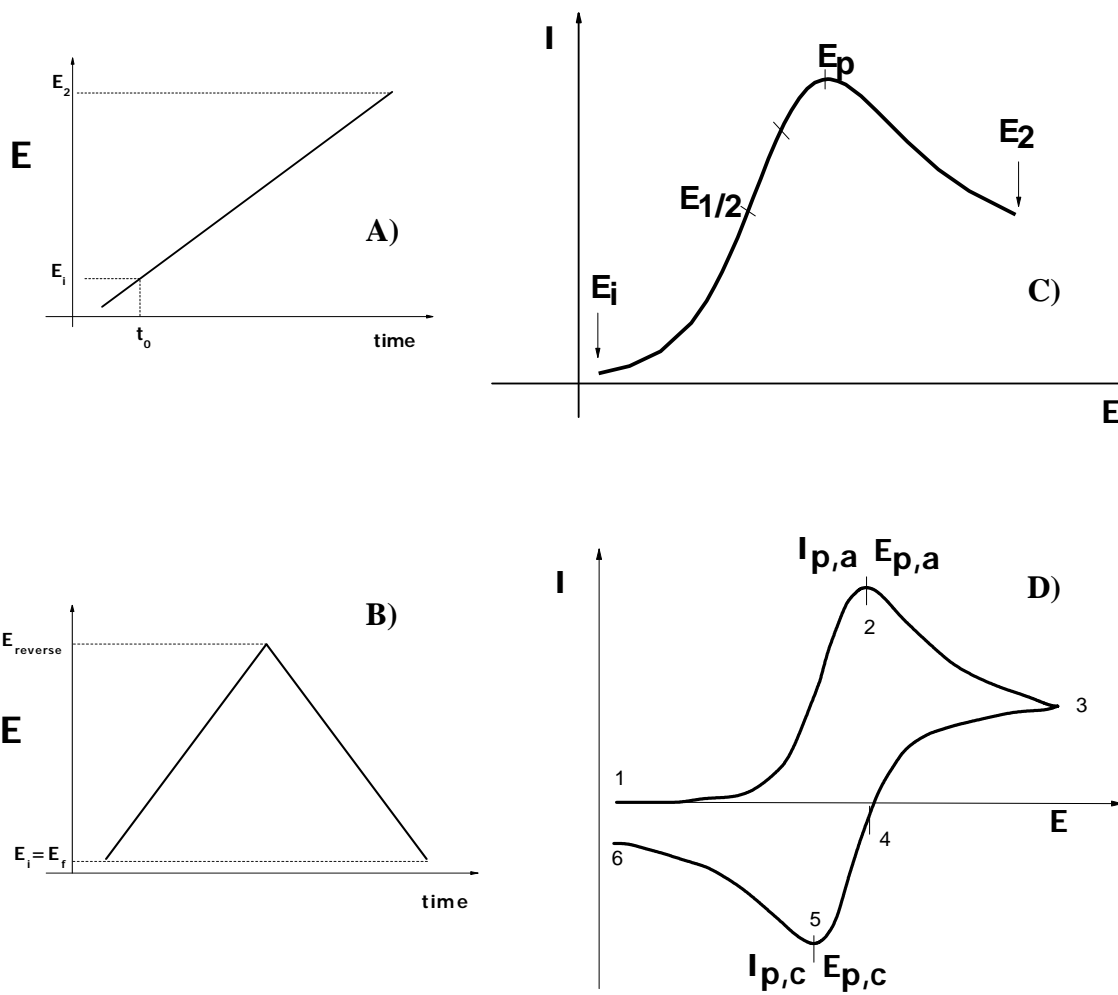 E2
E
A)
Ei
t0
time
I
Ep
E2
E1/2
Ei
C)
E
B)
Ereverse
E
Ei=Ef
time
Ip,a Ep,a
I
D)
2
3
1
E
4
6
5
Ip,c Ep,c